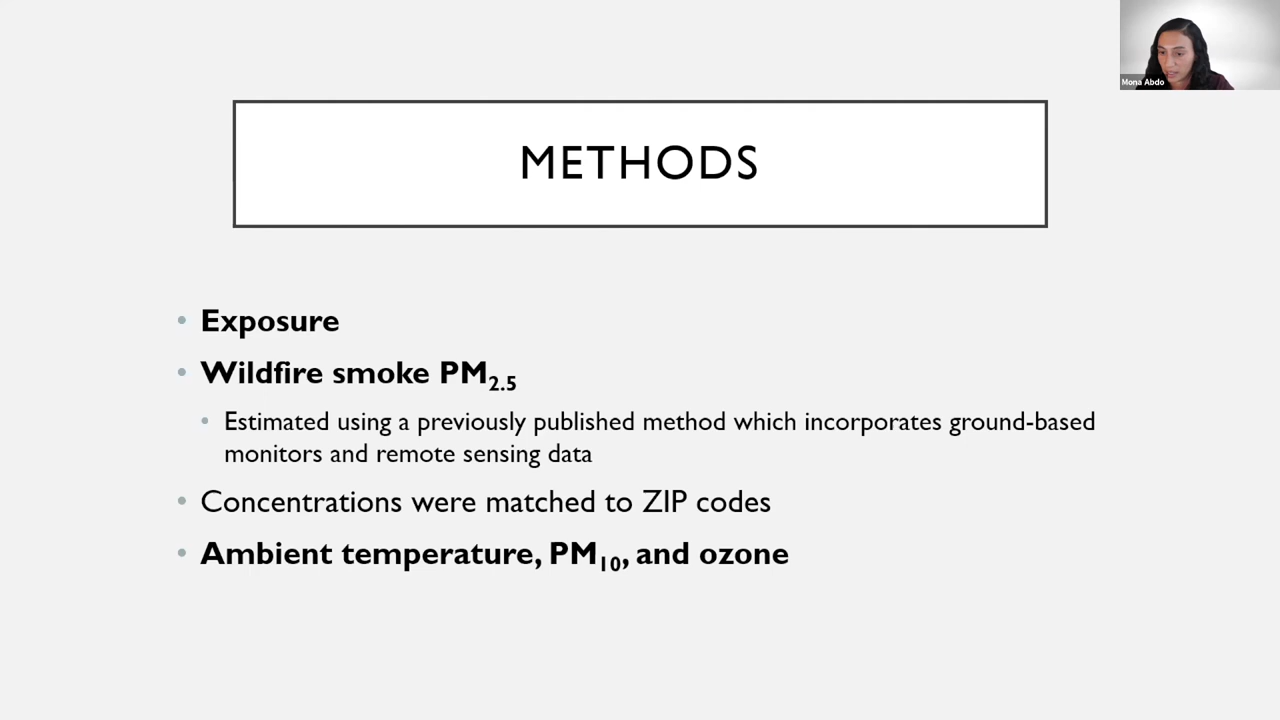 Mona Abdo
METHODS
• Exposure
• Wildfire smoke PM2.5
• Estimated using a previously published method which incorporates ground-based
monitors and remote sensing data
• Concentrations were matched to ZIP codes
• Ambient temperature, PM10, and ozone